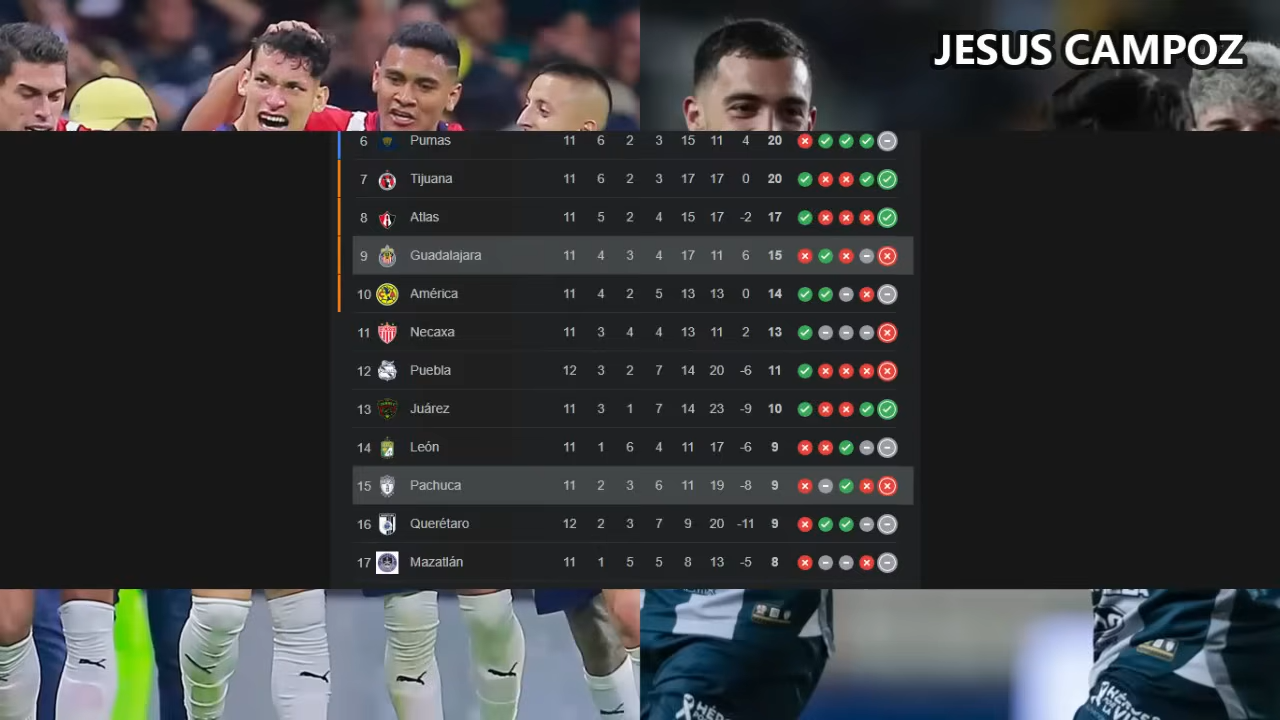 JESUS CAMPOZ
6 Pumas 11 6 2 3 15 11 4 20
7 Tijuana 11 6 2 3 17 17 0 20
8 Atlas 11 5 2 4 15 17 -2 17
9 Guadalajara 11 4 3 4 17 11 6 15
10 América 11 4 2 5 13 13 0 14
11 Necaxa 11 3 4 4 13 11 2 13
12 Puebla 12 3 2 7 14 20 -6 11
13 Juárez 11 3 1 7 14 23 -9 10
14 León 11 1 6 4 11 17 -6 9
15 Pachuca 11 2 3 6 11 19 -8 9
16 Querétaro 12 2 3 7 9 20 -11 9
17 Mazatlán 11 1 5 5 8 13 -5 8